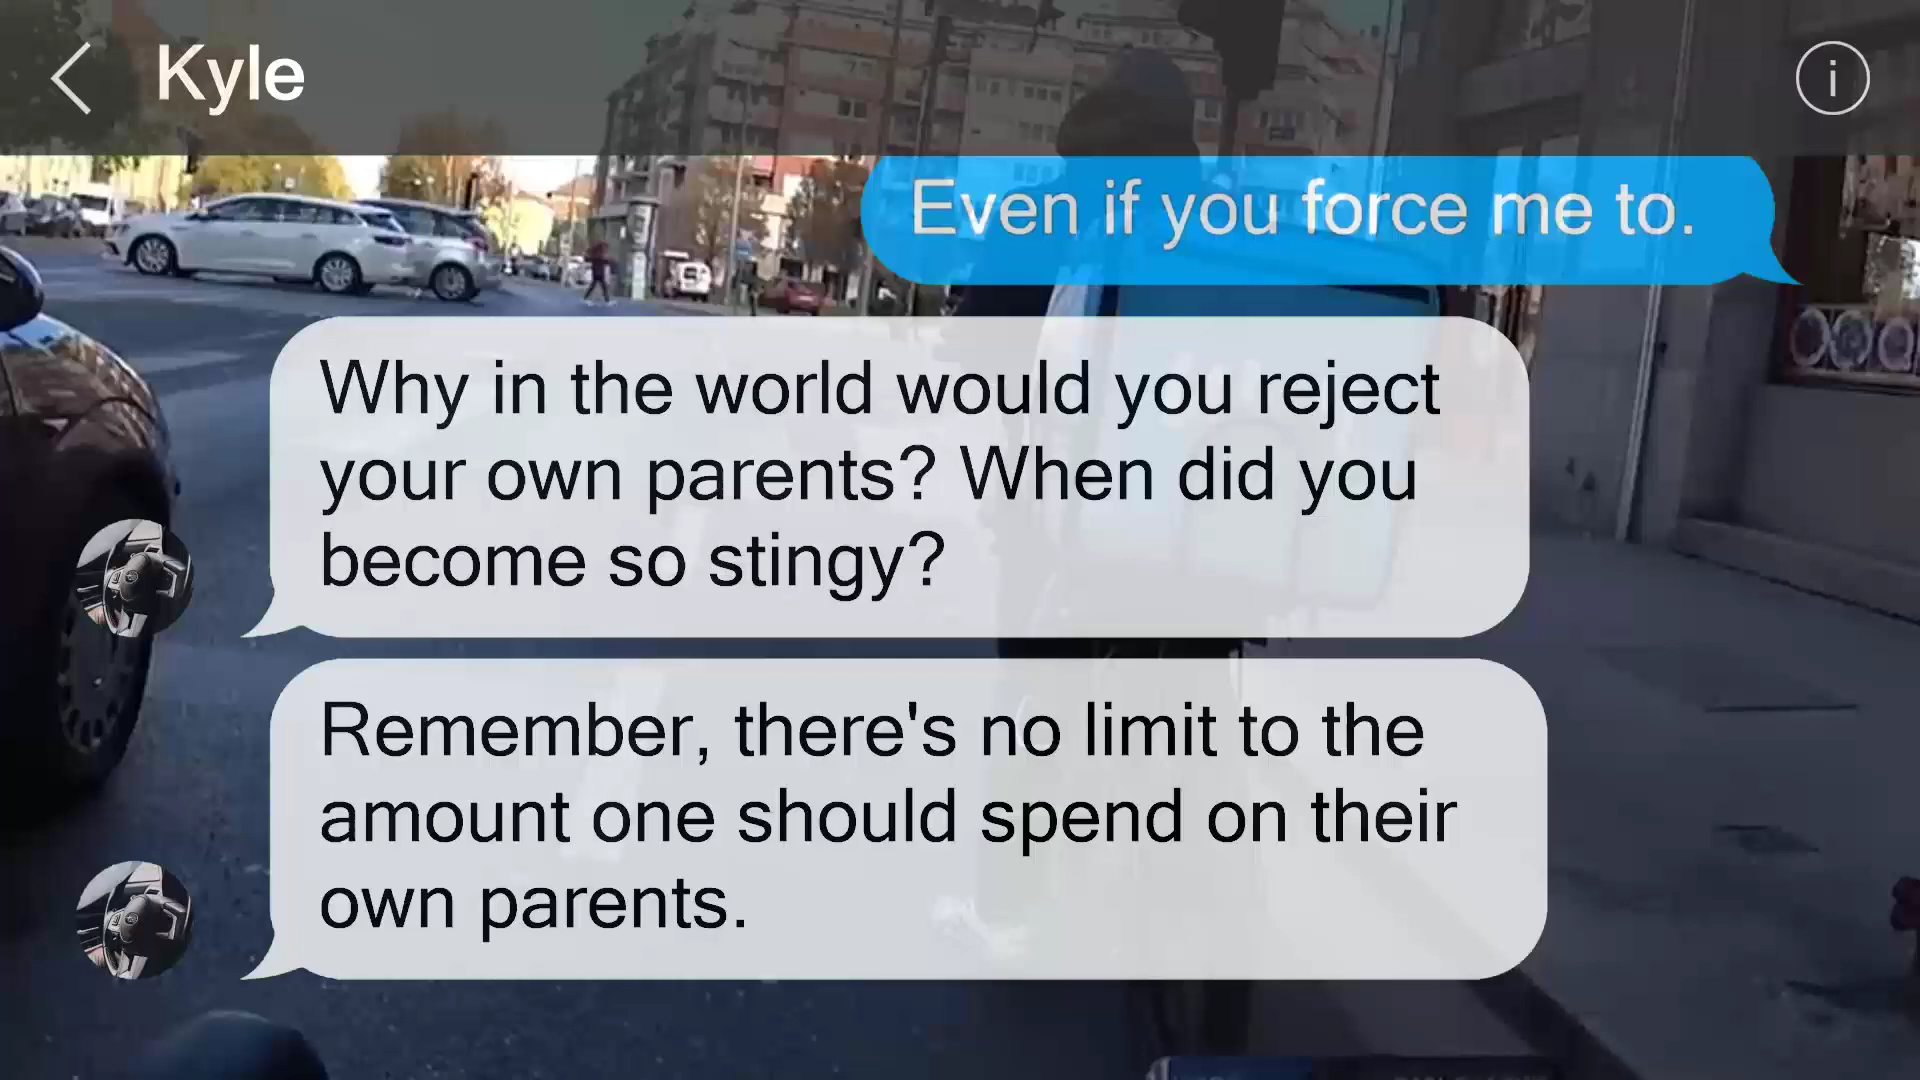 Kyle
Even if you force me to.
Why in the world would you reject
your own parents? When did you
become so stingy?
Remember, there's no limit to the
amount one should spend on their
own parents.